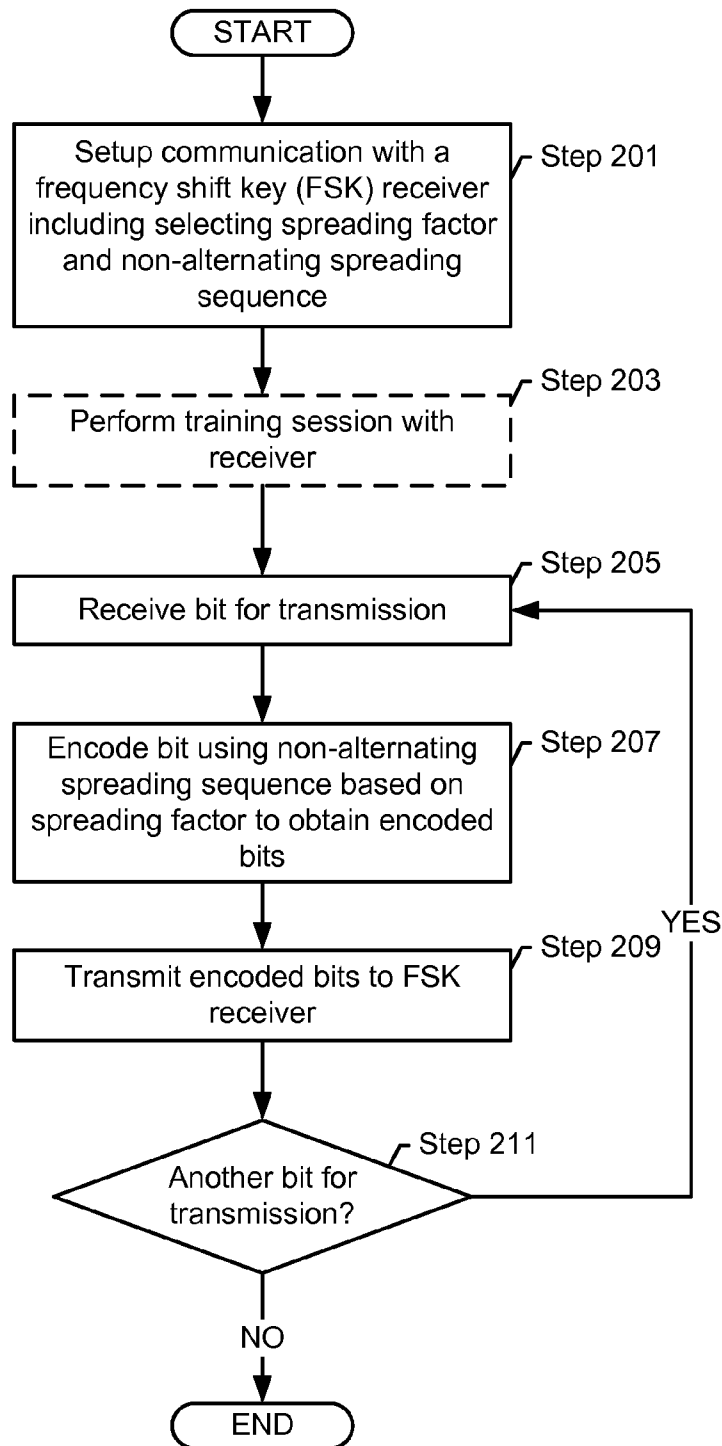 START
Setup communication with a
frequency shift key (FSK) receiver
including selecting spreading factor
and non-alternating spreading
sequence
Step 201
Perform training session with
receiver
Step 203
Receive bit for transmission
Step 205
Encode bit using non-alternating
spreading sequence based on
spreading factor to obtain encoded
bits
Step 207
YES
Transmit encoded bits to FSK
receiver
Step 209
Another bit for
transmission?
Step 211
NO
END